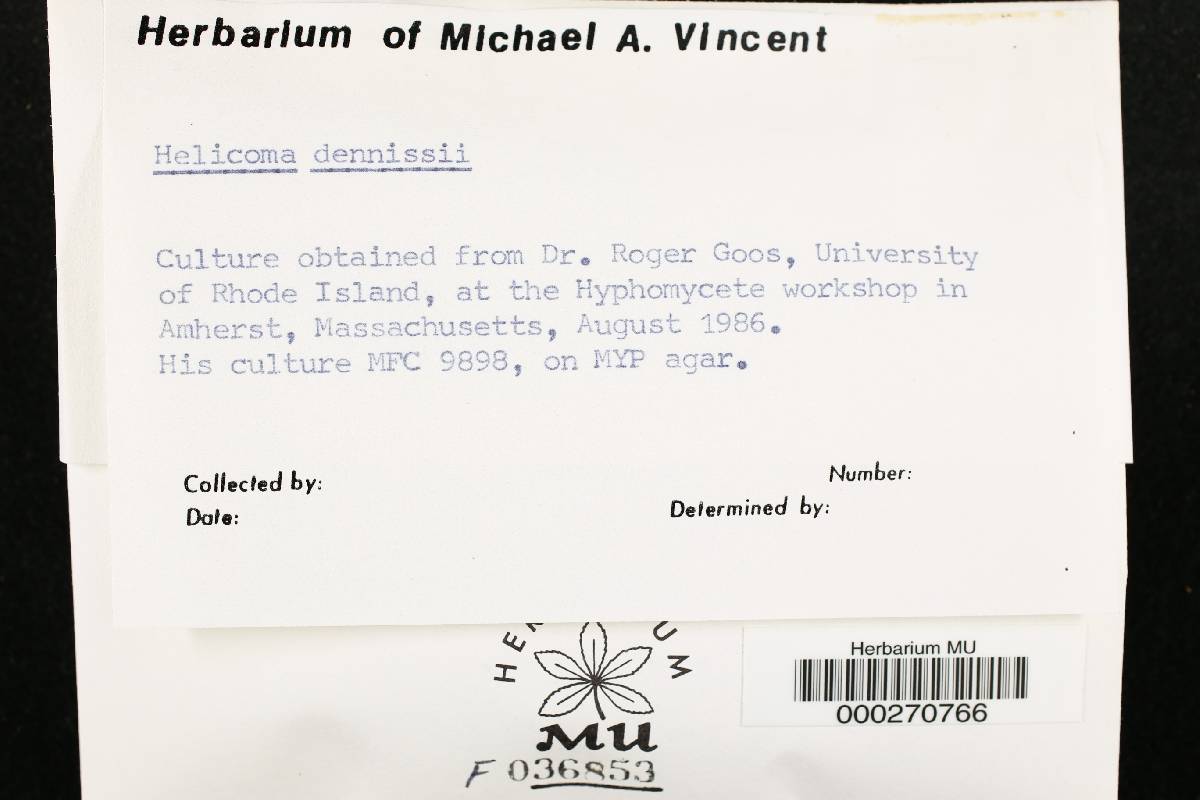 Herbarium of Michael A. Vincent
Helicoma dennissii
Culture obtained from Dr. Roger Goos, University
of Rhode Island, at the Hyphomycete workshop in
Amherst, Massachusetts, August 1986.
His culture MFC 9898, on MYP agar.
Collected by:
Number:
Date:
Determined by:
Herbarium MU
000270766
MU
F 036853